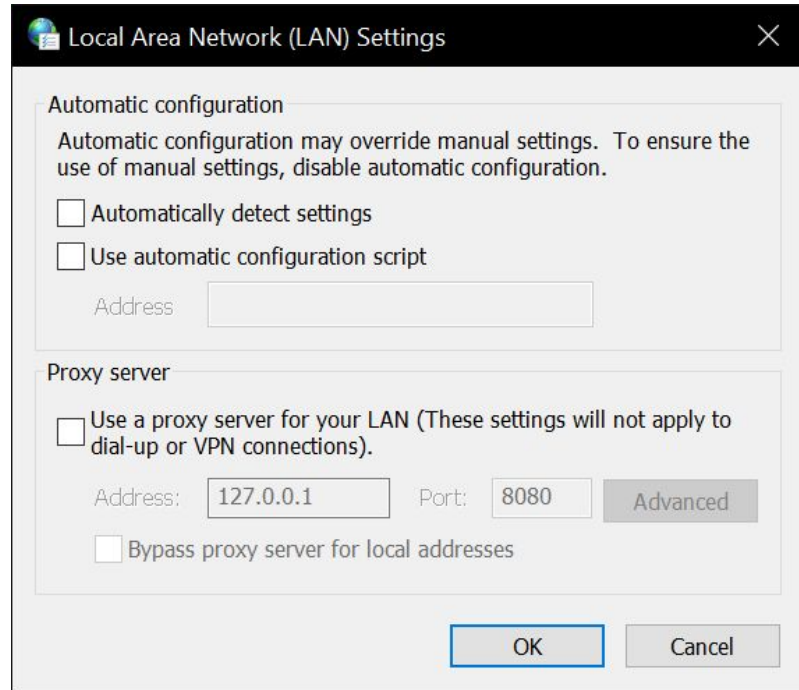 Local Area Network (LAN) Settings
Automatic configuration
Automatic configuration may override manual settings.  To ensure the
use of manual settings, disable automatic configuration.
Automatically detect settings
Use automatic configuration script
Address
Proxy server
Use a proxy server for your LAN (These settings will not apply to
dial-up or VPN connections).
Address: 127.0.0.1 Port: 8080 Advanced
Bypass proxy server for local addresses
OK Cancel